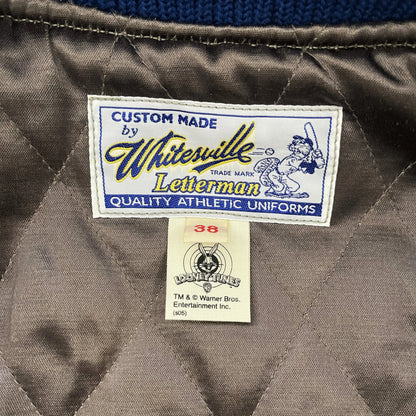 CUSTOM MADE
by
Whitesville
TRADE MARK
Letterman
QUALITY ATHLETIC UNIFORMS
38
LOONEY TUNES
WB
TM & © Warner Bros.
Entertainment Inc.
(s05)